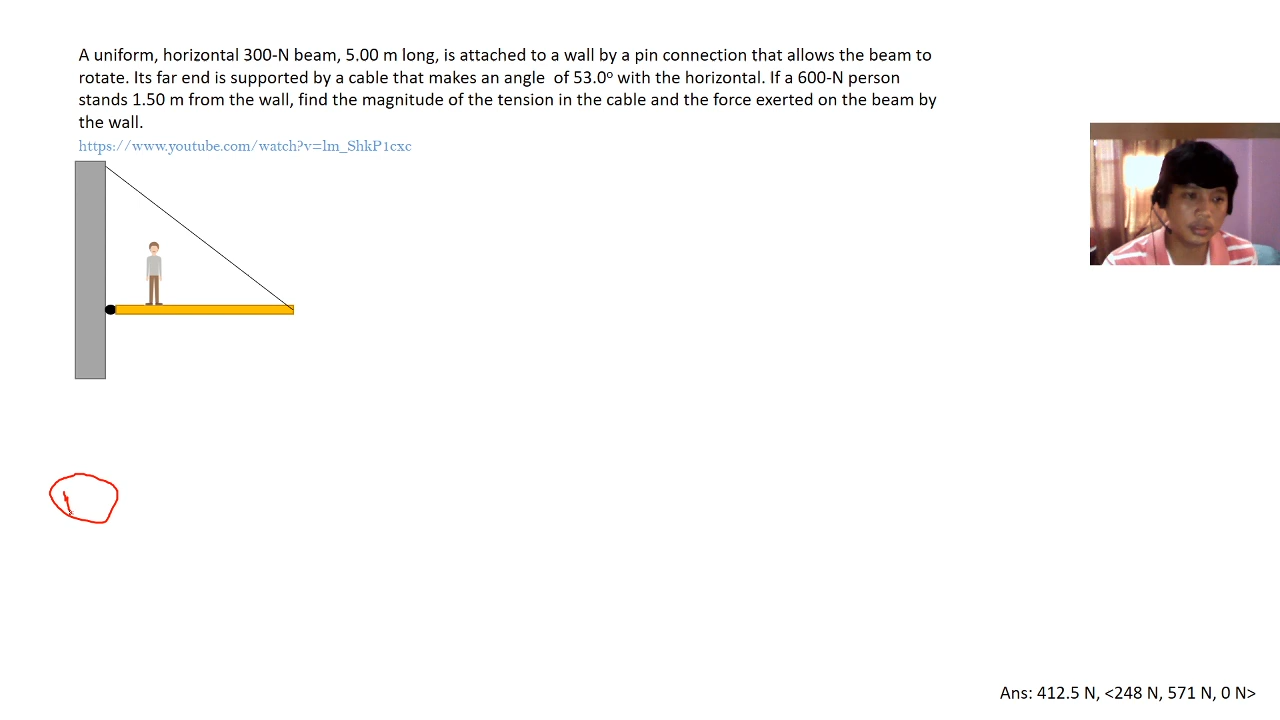 A uniform, horizontal 300-N beam, 5.00 m long, is attached to a wall by a pin connection that allows the beam to
rotate. Its far end is supported by a cable that makes an angle  of 53.0º with the horizontal. If a 600-N person
stands 1.50 m from the wall, find the magnitude of the tension in the cable and the force exerted on the beam by
the wall.
https://www.youtube.com/watch?v=lm_ShkP1cxc
Ans: 412.5 N, <248 N, 571 N, 0 N>